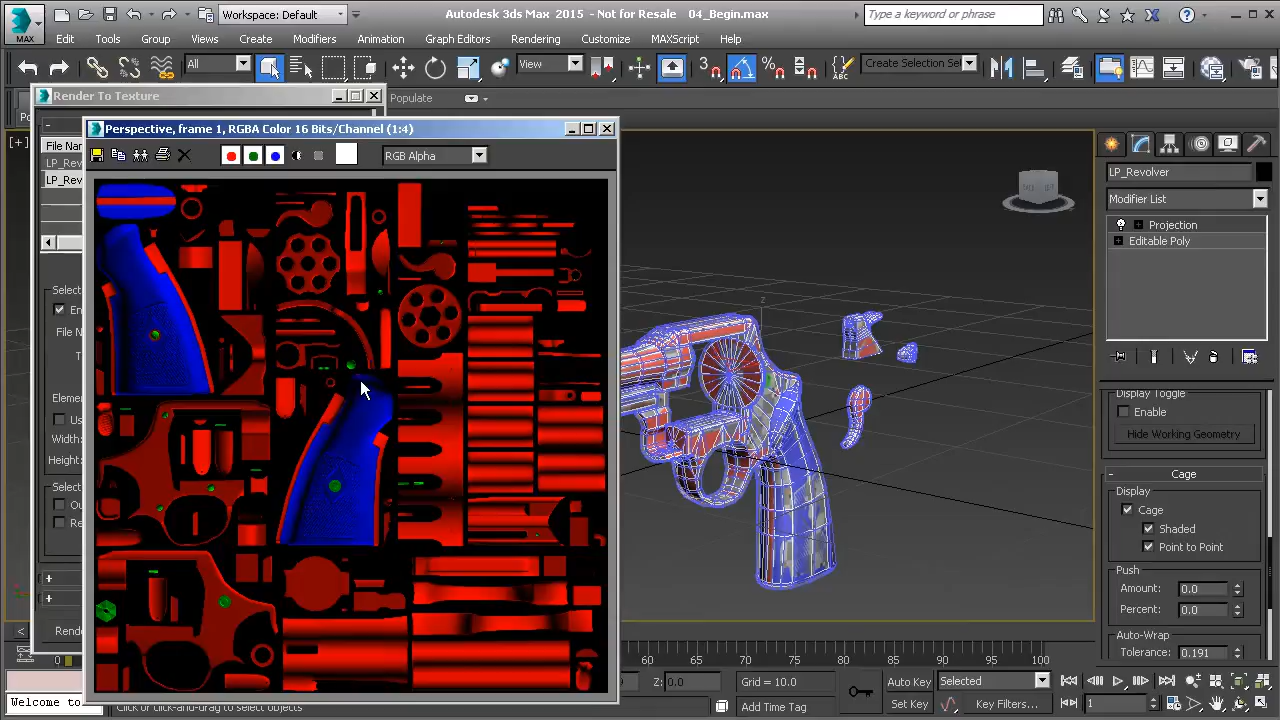 Autodesk 3ds Max 2015 - Not for Resale 04_Begin.max
Workspace: Default
Type a keyword or phrase
MAX
Edit Tools Group Views Create Modifiers Animation Graph Editors Rendering Customize MAXScript Help
All
View
Create Selection Se
Render To Texture
Populate
Perspective, frame 1, RGBA Color 16 Bits/Channel (1:4)
RGB Alpha
[+]
File Nam
LP_Rev
LP_Rev
Select
En
File N
Elemen
Us
Width:
Height:
Rende
LP_Revolver
Modifier List
Projection
Editable Poly
Display Toggle
Enable
Hide Working Geometry
Cage
Display
Cage
Shaded
Point to Point
Push
Amount: 0.0
Percent: 0.0
Auto-Wrap
Tolerance: 0.191
z
60 65 70 75 80 85 90 95 100
Z: 0.0
Grid = 10.0
Auto Key
Selected
Welcome to
Click or click-and-drag to select objects
Add Time Tag
Set Key
Key Filters...
1